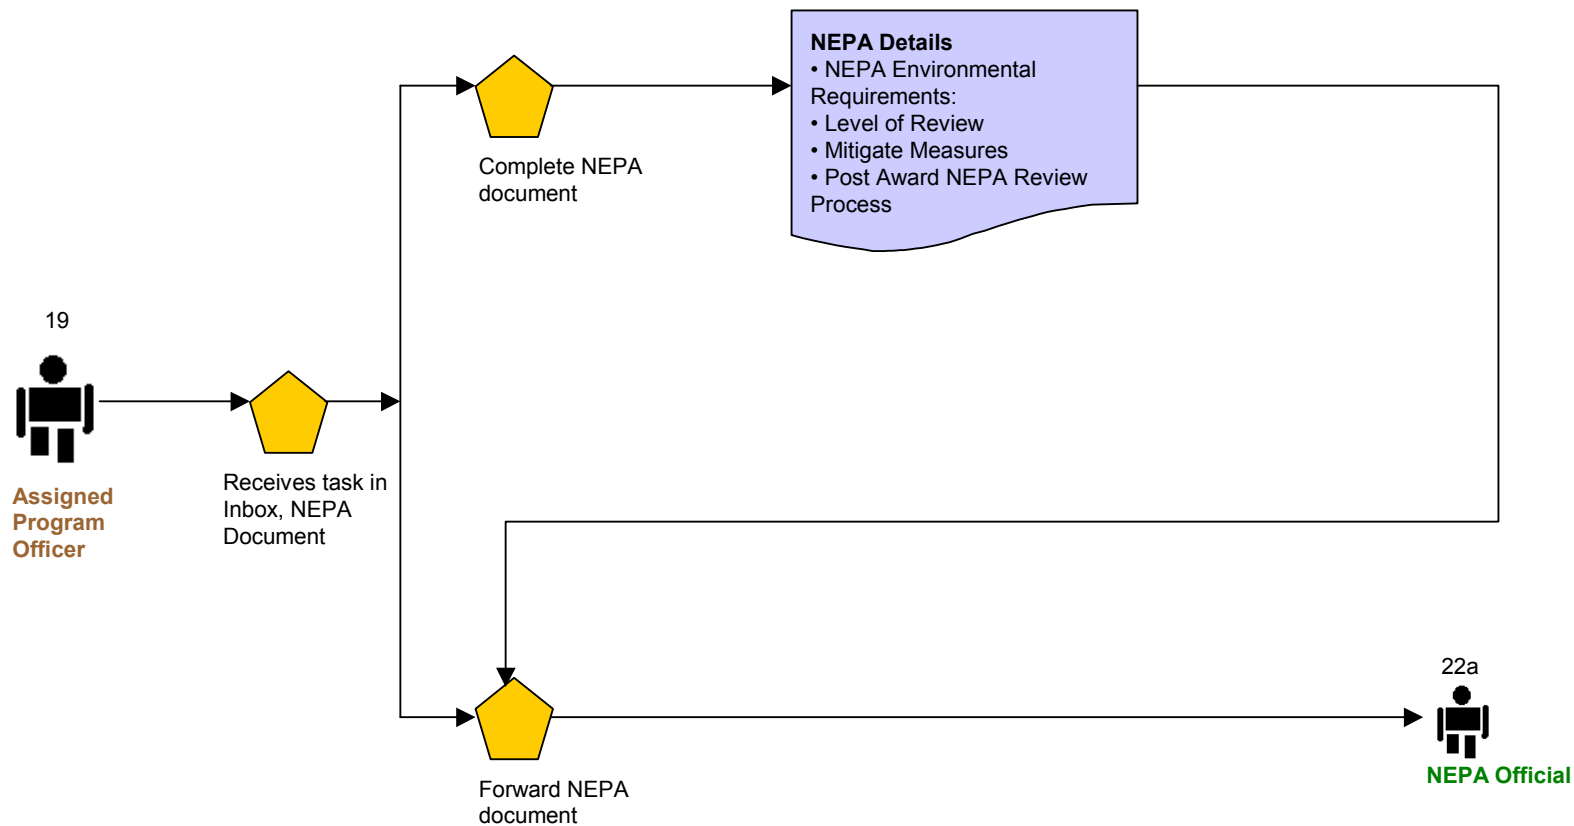 NEPA Details
• NEPA Environmental
Requirements:
• Level of Review
• Mitigate Measures
• Post Award NEPA Review
Process
Complete NEPA
document
19
Assigned
Program
Officer
Receives task in
Inbox, NEPA
Document
22a
NEPA Official
Forward NEPA
document